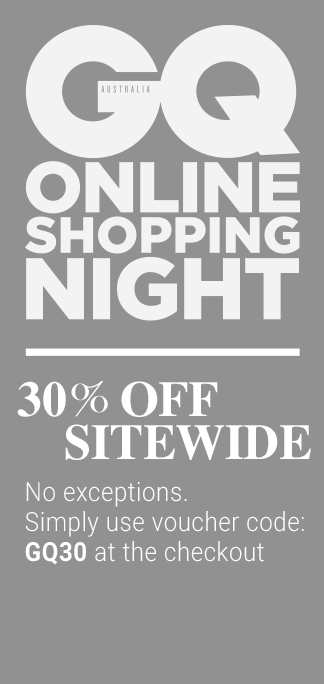 GQ
AUSTRALIA
ONLINE
SHOPPING
NIGHT
30% OFF
SITEWIDE
No exceptions.
Simply use voucher code:
GQ30 at the checkout